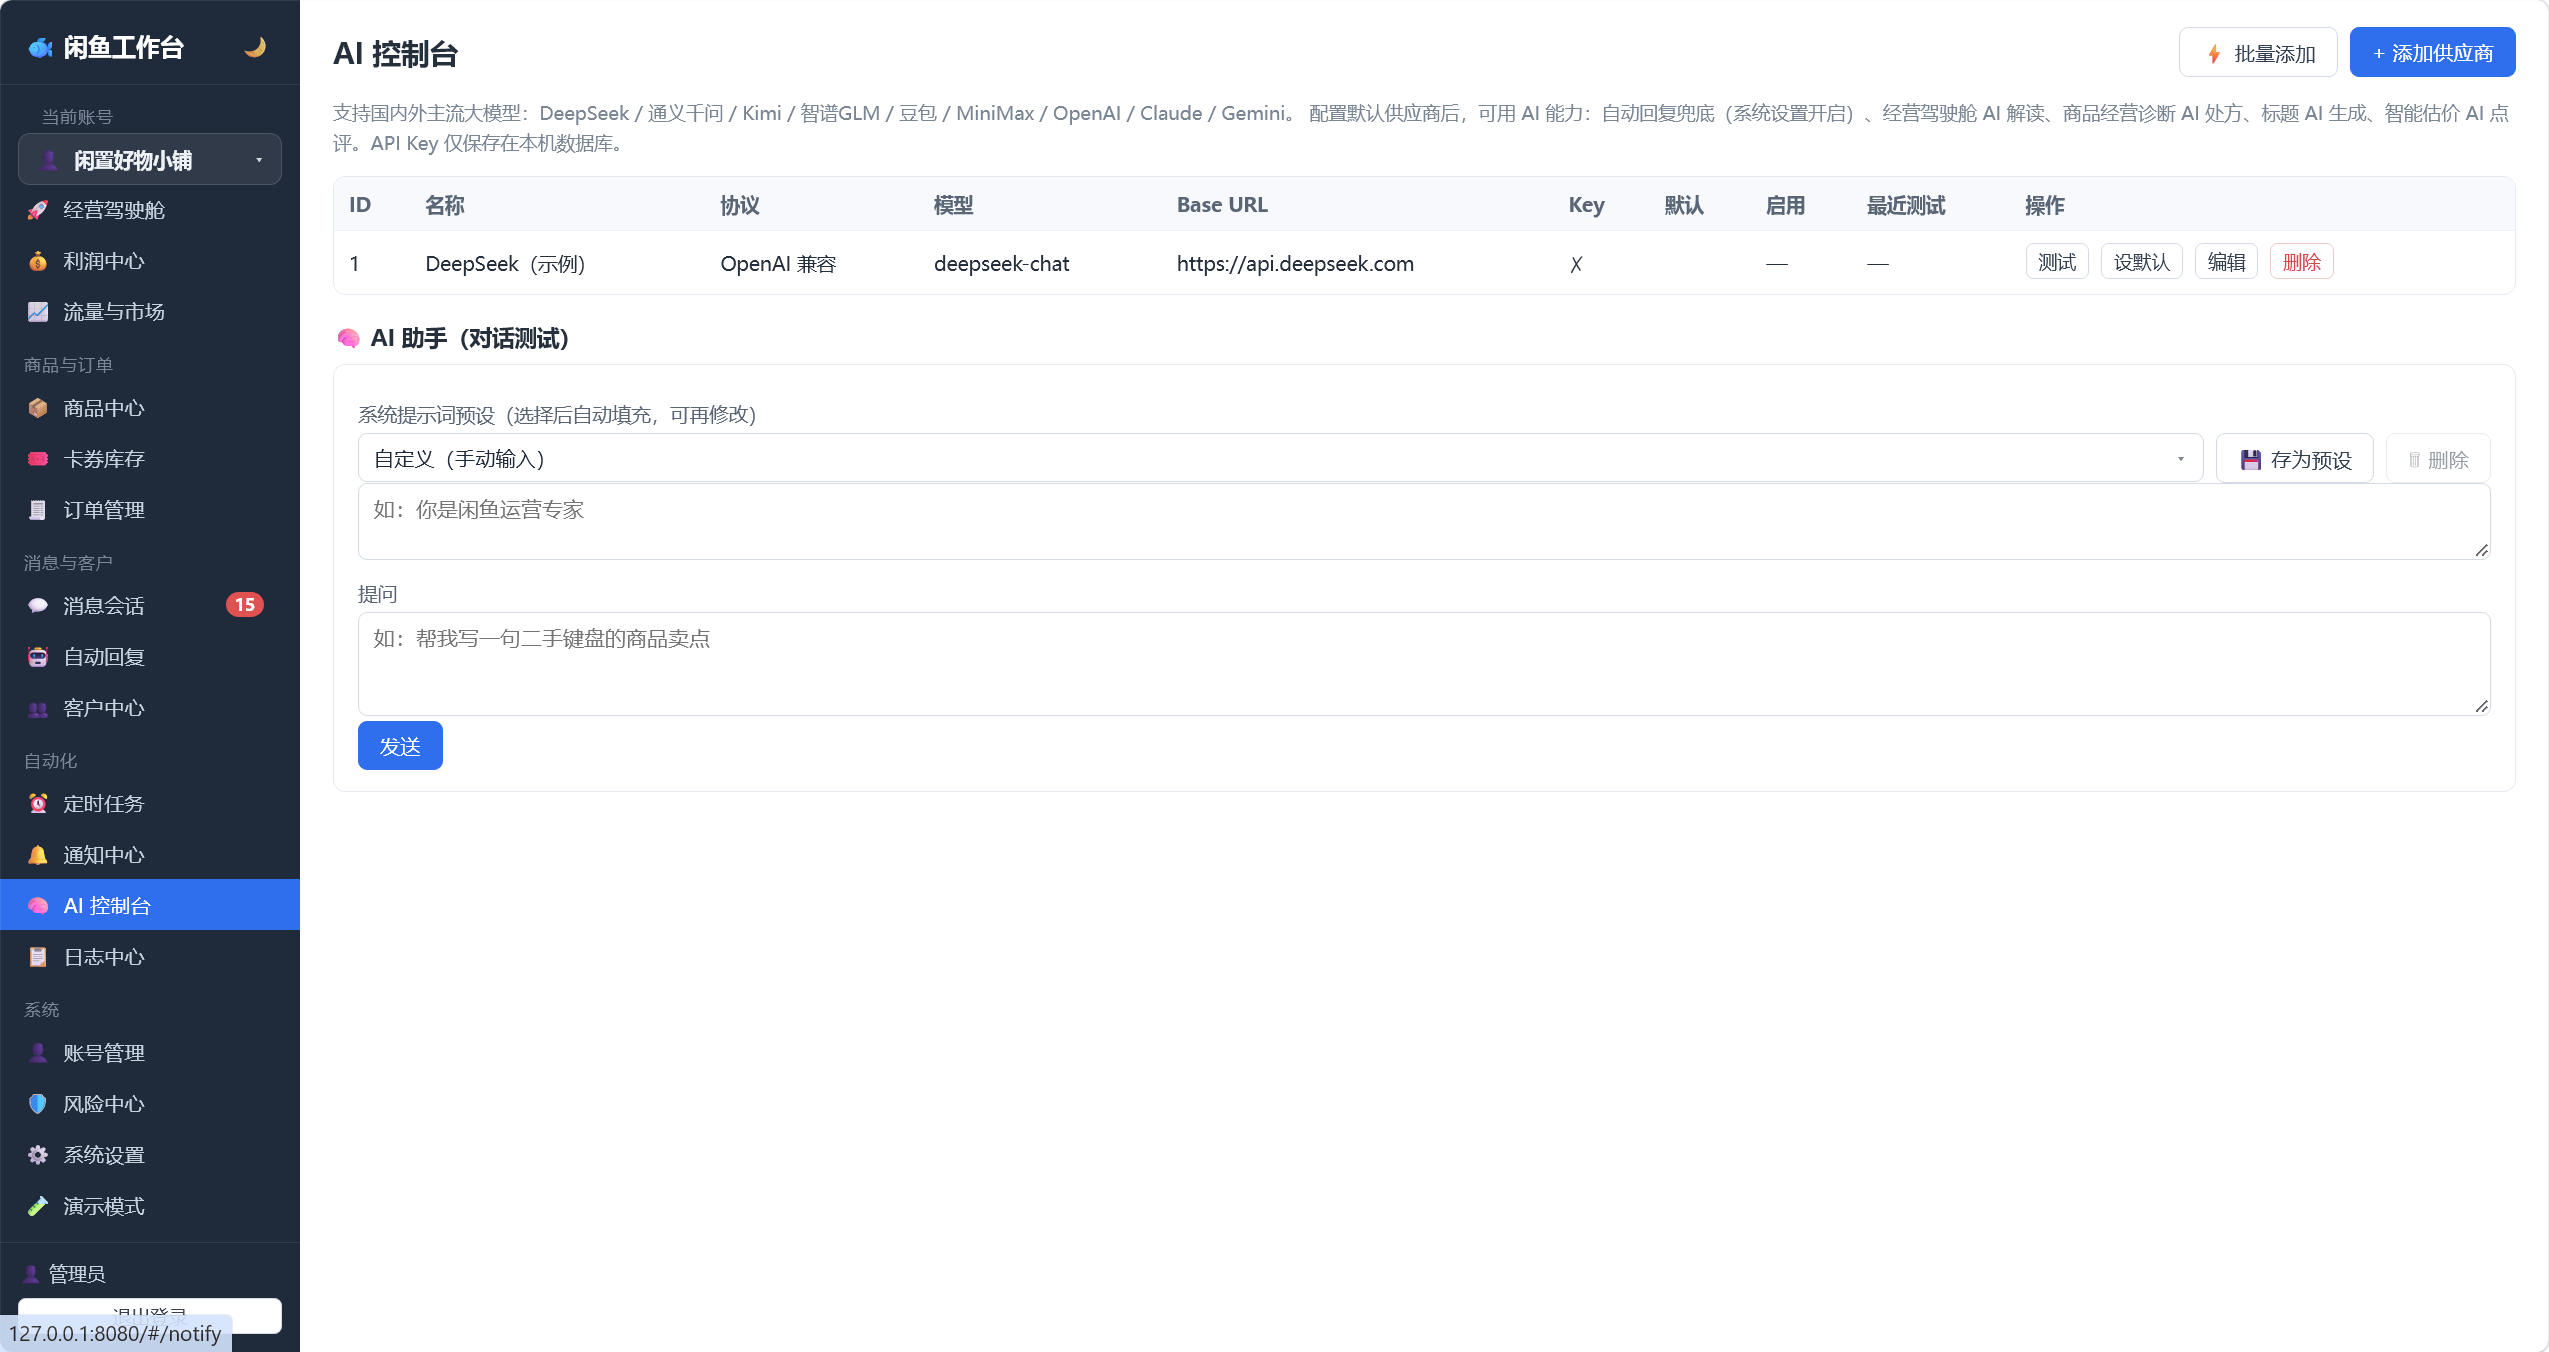 闲鱼工作台
当前账号
闲置好物小铺
经营驾驶舱
利润中心
流量与市场
商品与订单
商品中心
卡券库存
订单管理
消息与客户
消息会话 15
自动回复
客户中心
自动化
定时任务
通知中心
AI 控制台
日志中心
系统
账号管理
风险中心
系统设置
演示模式
管理员
退出登录
127.0.0.1:8080/#/notify
AI 控制台
批量添加
+ 添加供应商
支持国内外主流大模型：DeepSeek / 通义千问 / Kimi / 智谱GLM / 豆包 / MiniMax / OpenAI / Claude / Gemini。 配置默认供应商后，可用 AI 能力：自动回复兜底（系统设置开启）、经营驾驶舱 AI 解读、商品经营诊断 AI 处方、标题 AI 生成、智能估价 AI 点
评。API Key 仅保存在本机数据库。
ID 名称 协议 模型 Base URL Key 默认 启用 最近测试 操作
1 DeepSeek（示例） OpenAI 兼容 deepseek-chat https://api.deepseek.com ✗ — — 测试 设默认 编辑 删除
AI 助手（对话测试）
系统提示词预设（选择后自动填充，可再修改）
自定义（手动输入） 存为预设 删除
如：你是闲鱼运营专家
提问
如：帮我写一句二手键盘的商品卖点
发送